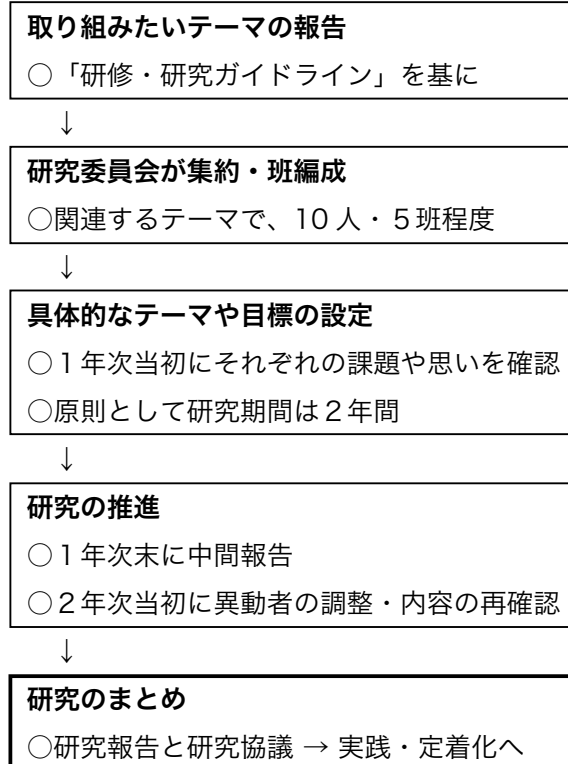 取り組みたいテーマの報告
○「研修・研究ガイドライン」を基に
↓
研究委員会が集約・班編成
○関連するテーマで、10人・５班程度
↓
具体的なテーマや目標の設定
○１年次当初にそれぞれの課題や思いを確認
○原則として研究期間は２年間
↓
研究の推進
○１年次末に中間報告
○２年次当初に異動者の調整・内容の再確認
↓
研究のまとめ
○研究報告と研究協議 → 実践・定着化へ